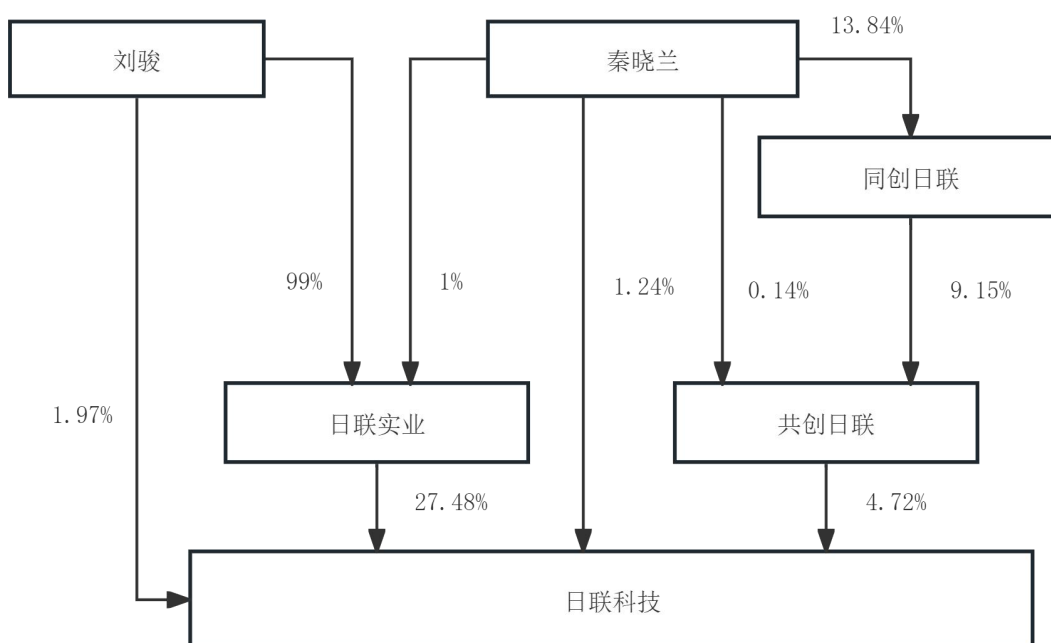 13.84%
刘骏
秦晓兰
同创日联
99%
1%
1.24%
0.14%
9.15%
1.97%
日联实业
共创日联
27.48%
4.72%
日联科技